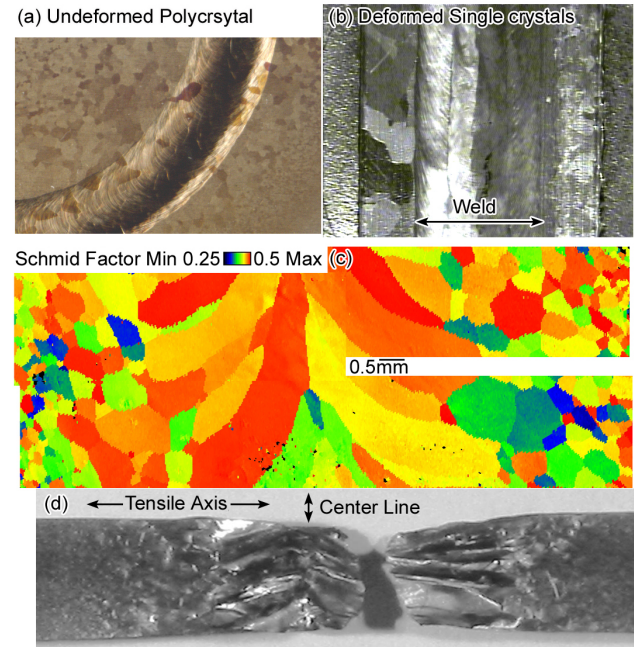 (a) Undeformed Polycrsytal
(b) Deformed Single crystals
Weld
Schmid Factor Min 0.25 0.5 Max (c)
0.5mm
(d) Tensile Axis Center Line